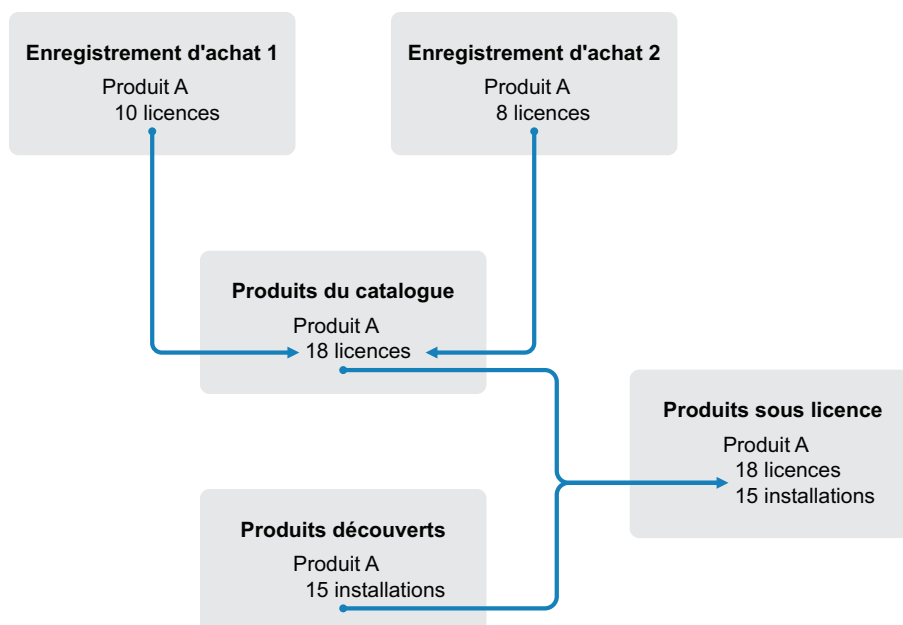 Enregistrement d'achat 1
Produit A
10 licences
Enregistrement d'achat 2
Produit A
8 licences
Produits du catalogue
Produit A
18 licences
Produits sous licence
Produit A
18 licences
15 installations
Produits découverts
Produit A
15 installations